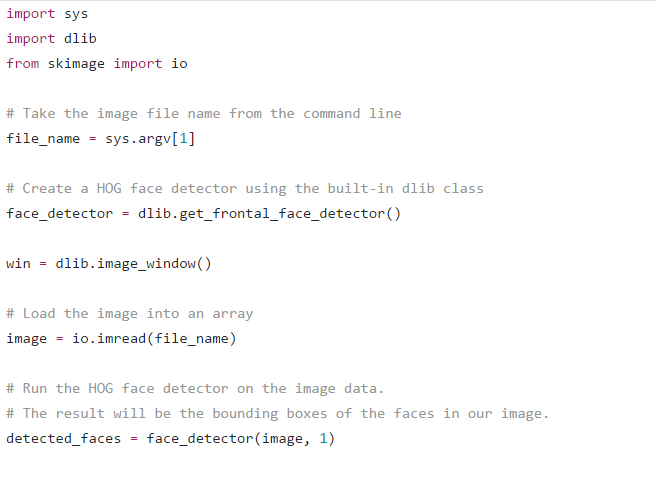 import sys
import dlib
from skimage import io
# Take the image file name from the command line
file_name = sys.argv[1]
# Create a HOG face detector using the built-in dlib class
face_detector = dlib.get_frontal_face_detector()
win = dlib.image_window()
# Load the image into an array
image = io.imread(file_name)
# Run the HOG face detector on the image data.
# The result will be the bounding boxes of the faces in our image.
detected_faces = face_detector(image, 1)